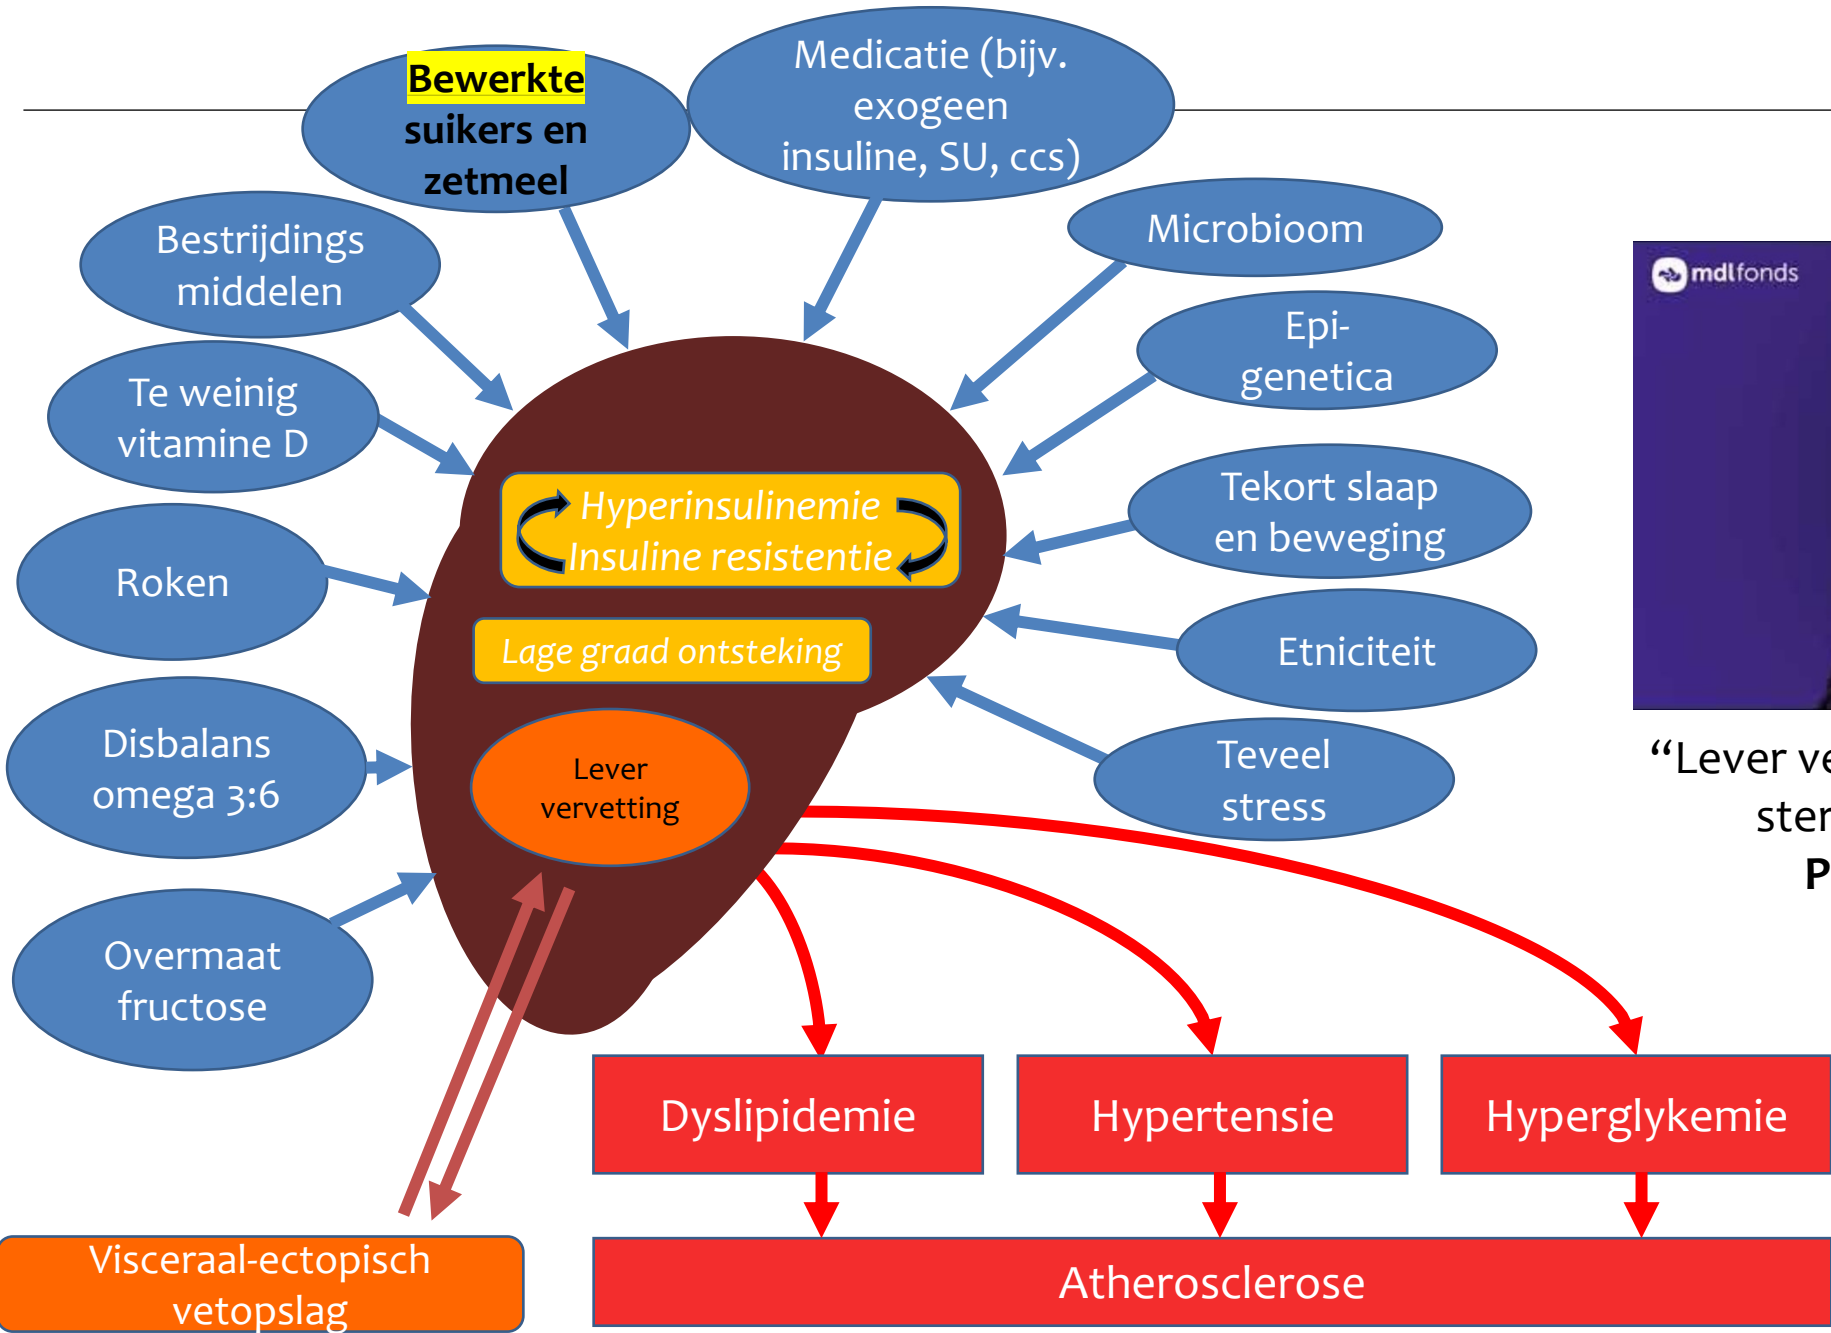 Bewerkte
suikers en
zetmeel
Medicatie (bijv.
exogeen
insuline, SU, ccs)
Bestrijdings
middelen
Microbioom
Te weinig
vitamine D
Epi-
genetica
Roken
Tekort slaap
en beweging
Disbalans
omega 3:6
Etniciteit
Overmaat
fructose
Teveel
stress
Hyperinsulinemie
Insuline resistentie
Lage graad ontsteking
Lever
vervetting
mdlfonds
“Lever ve
ster
P
Dyslipidemie
Hypertensie
Hyperglykemie
Visceraal-ectopisch
vetopslag
Atherosclerose